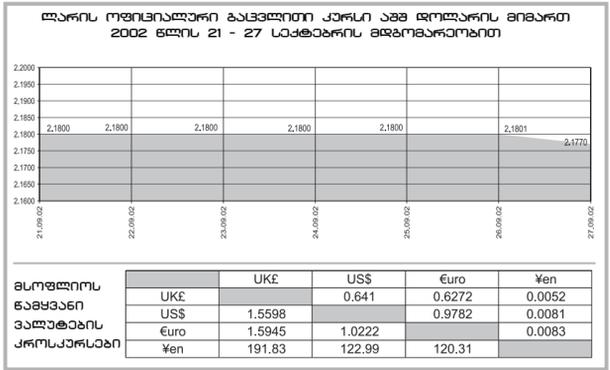 ლარის ოფიციალური გაცვლითი კურსი აშშ დოლარის მიმართ
2002 წლის 21 - 27 სექტებრის მდგომარეობით
2.2000
2.1950
2.1900
2.1850
2.1800
2.1750
2.1700
2.1650
2.1600
2.1800 2.1800 2.1800 2.1800 2.1800 2.1801 2.1770
21.09.02 22.09.02 23.09.02 24.09.02 25.09.02 26.09.02 27.09.02
მსოფლიოს
წამყვანი
ვალუტების
კროსკურსები
UK£ US$ €uro ¥en
UK£ 0.641 0.6272 0.0052
US$ 1.5598 0.9782 0.0081
€uro 1.5945 1.0222 0.0083
¥en 191.83 122.99 120.31